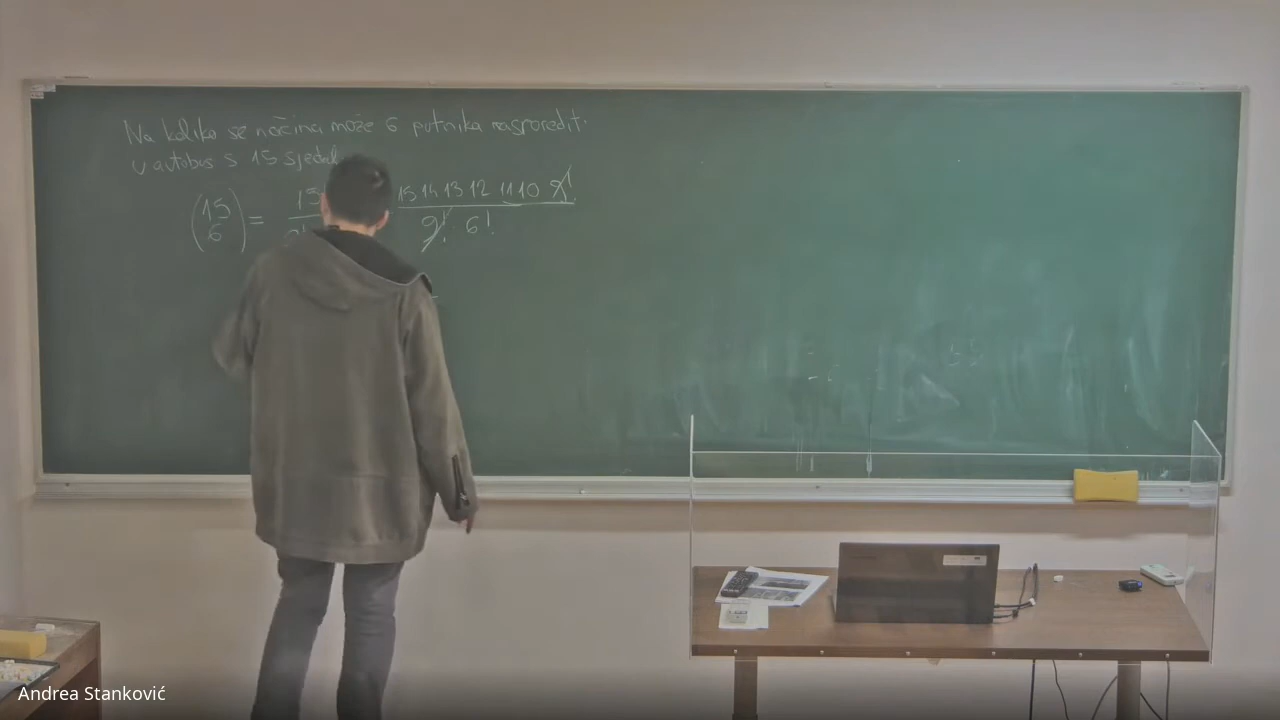 Na koliko se načina može 6 putnika rasporedit
u autobus s 15 sjedal
(15 6) = 15 15 14 13 12 11 10 9!
9! 6!
Andrea Stanković